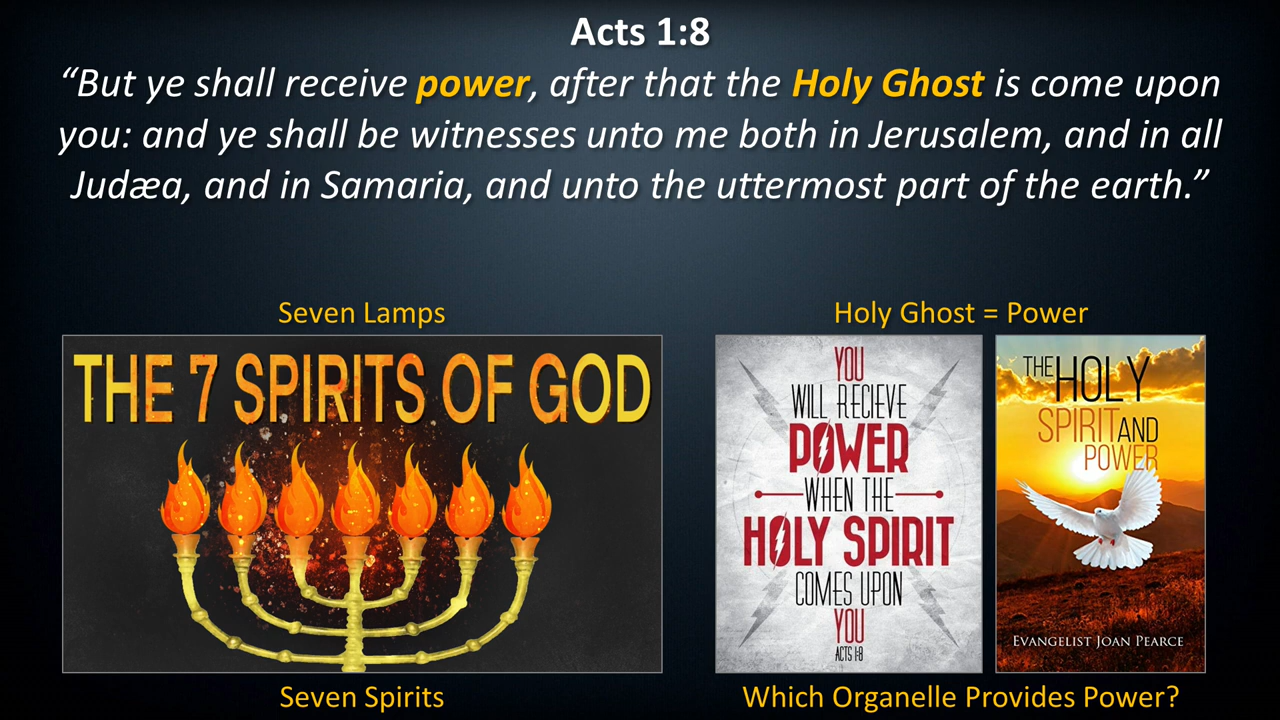 Acts 1:8
“But ye shall receive power, after that the Holy Ghost is come upon
you: and ye shall be witnesses unto me both in Jerusalem, and in all
Judæa, and in Samaria, and unto the uttermost part of the earth.”
Seven Lamps
THE 7 SPIRITS OF GOD
Seven Spirits
Holy Ghost = Power
YOU
WILL RECIEVE
POWER
WHEN THE
HOLY SPIRIT
COMES UPON
YOU
ACTS 1:8
THE HOLY
SPIRIT AND
POWER
EVANGELIST JOAN PEARCE
Which Organelle Provides Power?